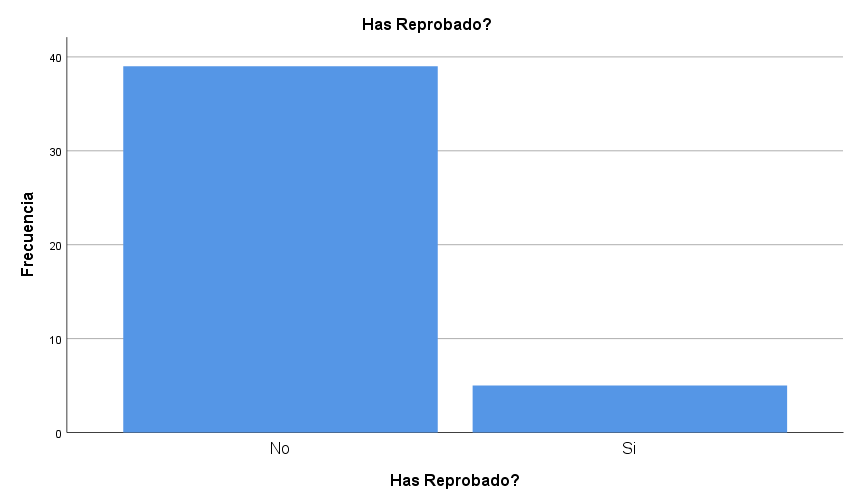 Has Reprobado?
40
30
20
10
0
Frecuencia
No
Si
Has Reprobado?